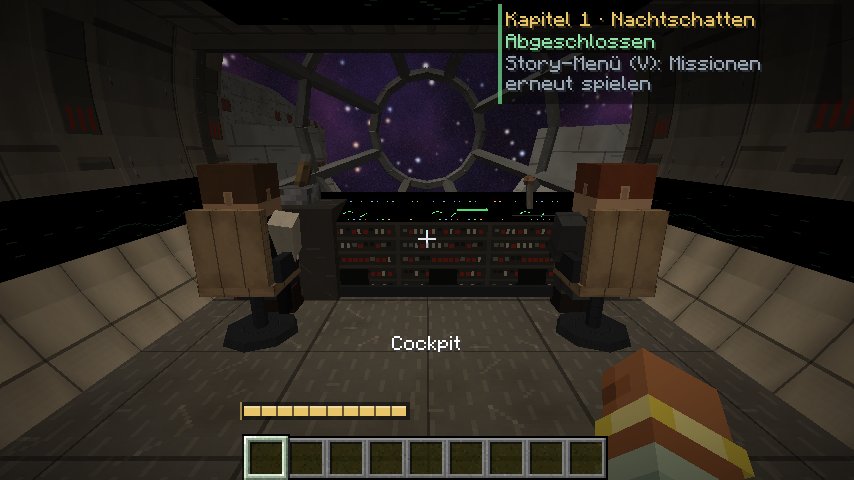 Kapitel 1 · Nachtschatten
Abgeschlossen
Story-Menü (V): Missionen
erneut spielen
Cockpit